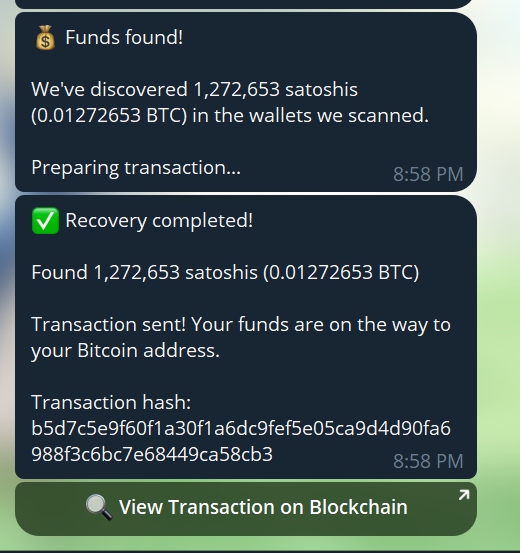 💰 Funds found!
We've discovered 1,272,653 satoshis
(0.01272653 BTC) in the wallets we scanned.
Preparing transaction...
8:58 PM
✅ Recovery completed!
Found 1,272,653 satoshis (0.01272653 BTC)
Transaction sent! Your funds are on the way to
your Bitcoin address.
Transaction hash:
b5d7c5e9f60f1a30f1a6dc9fef5e05ca9d4d90fa6
988f3c6bc7e68449ca58cb3
8:58 PM
🔍 View Transaction on Blockchain